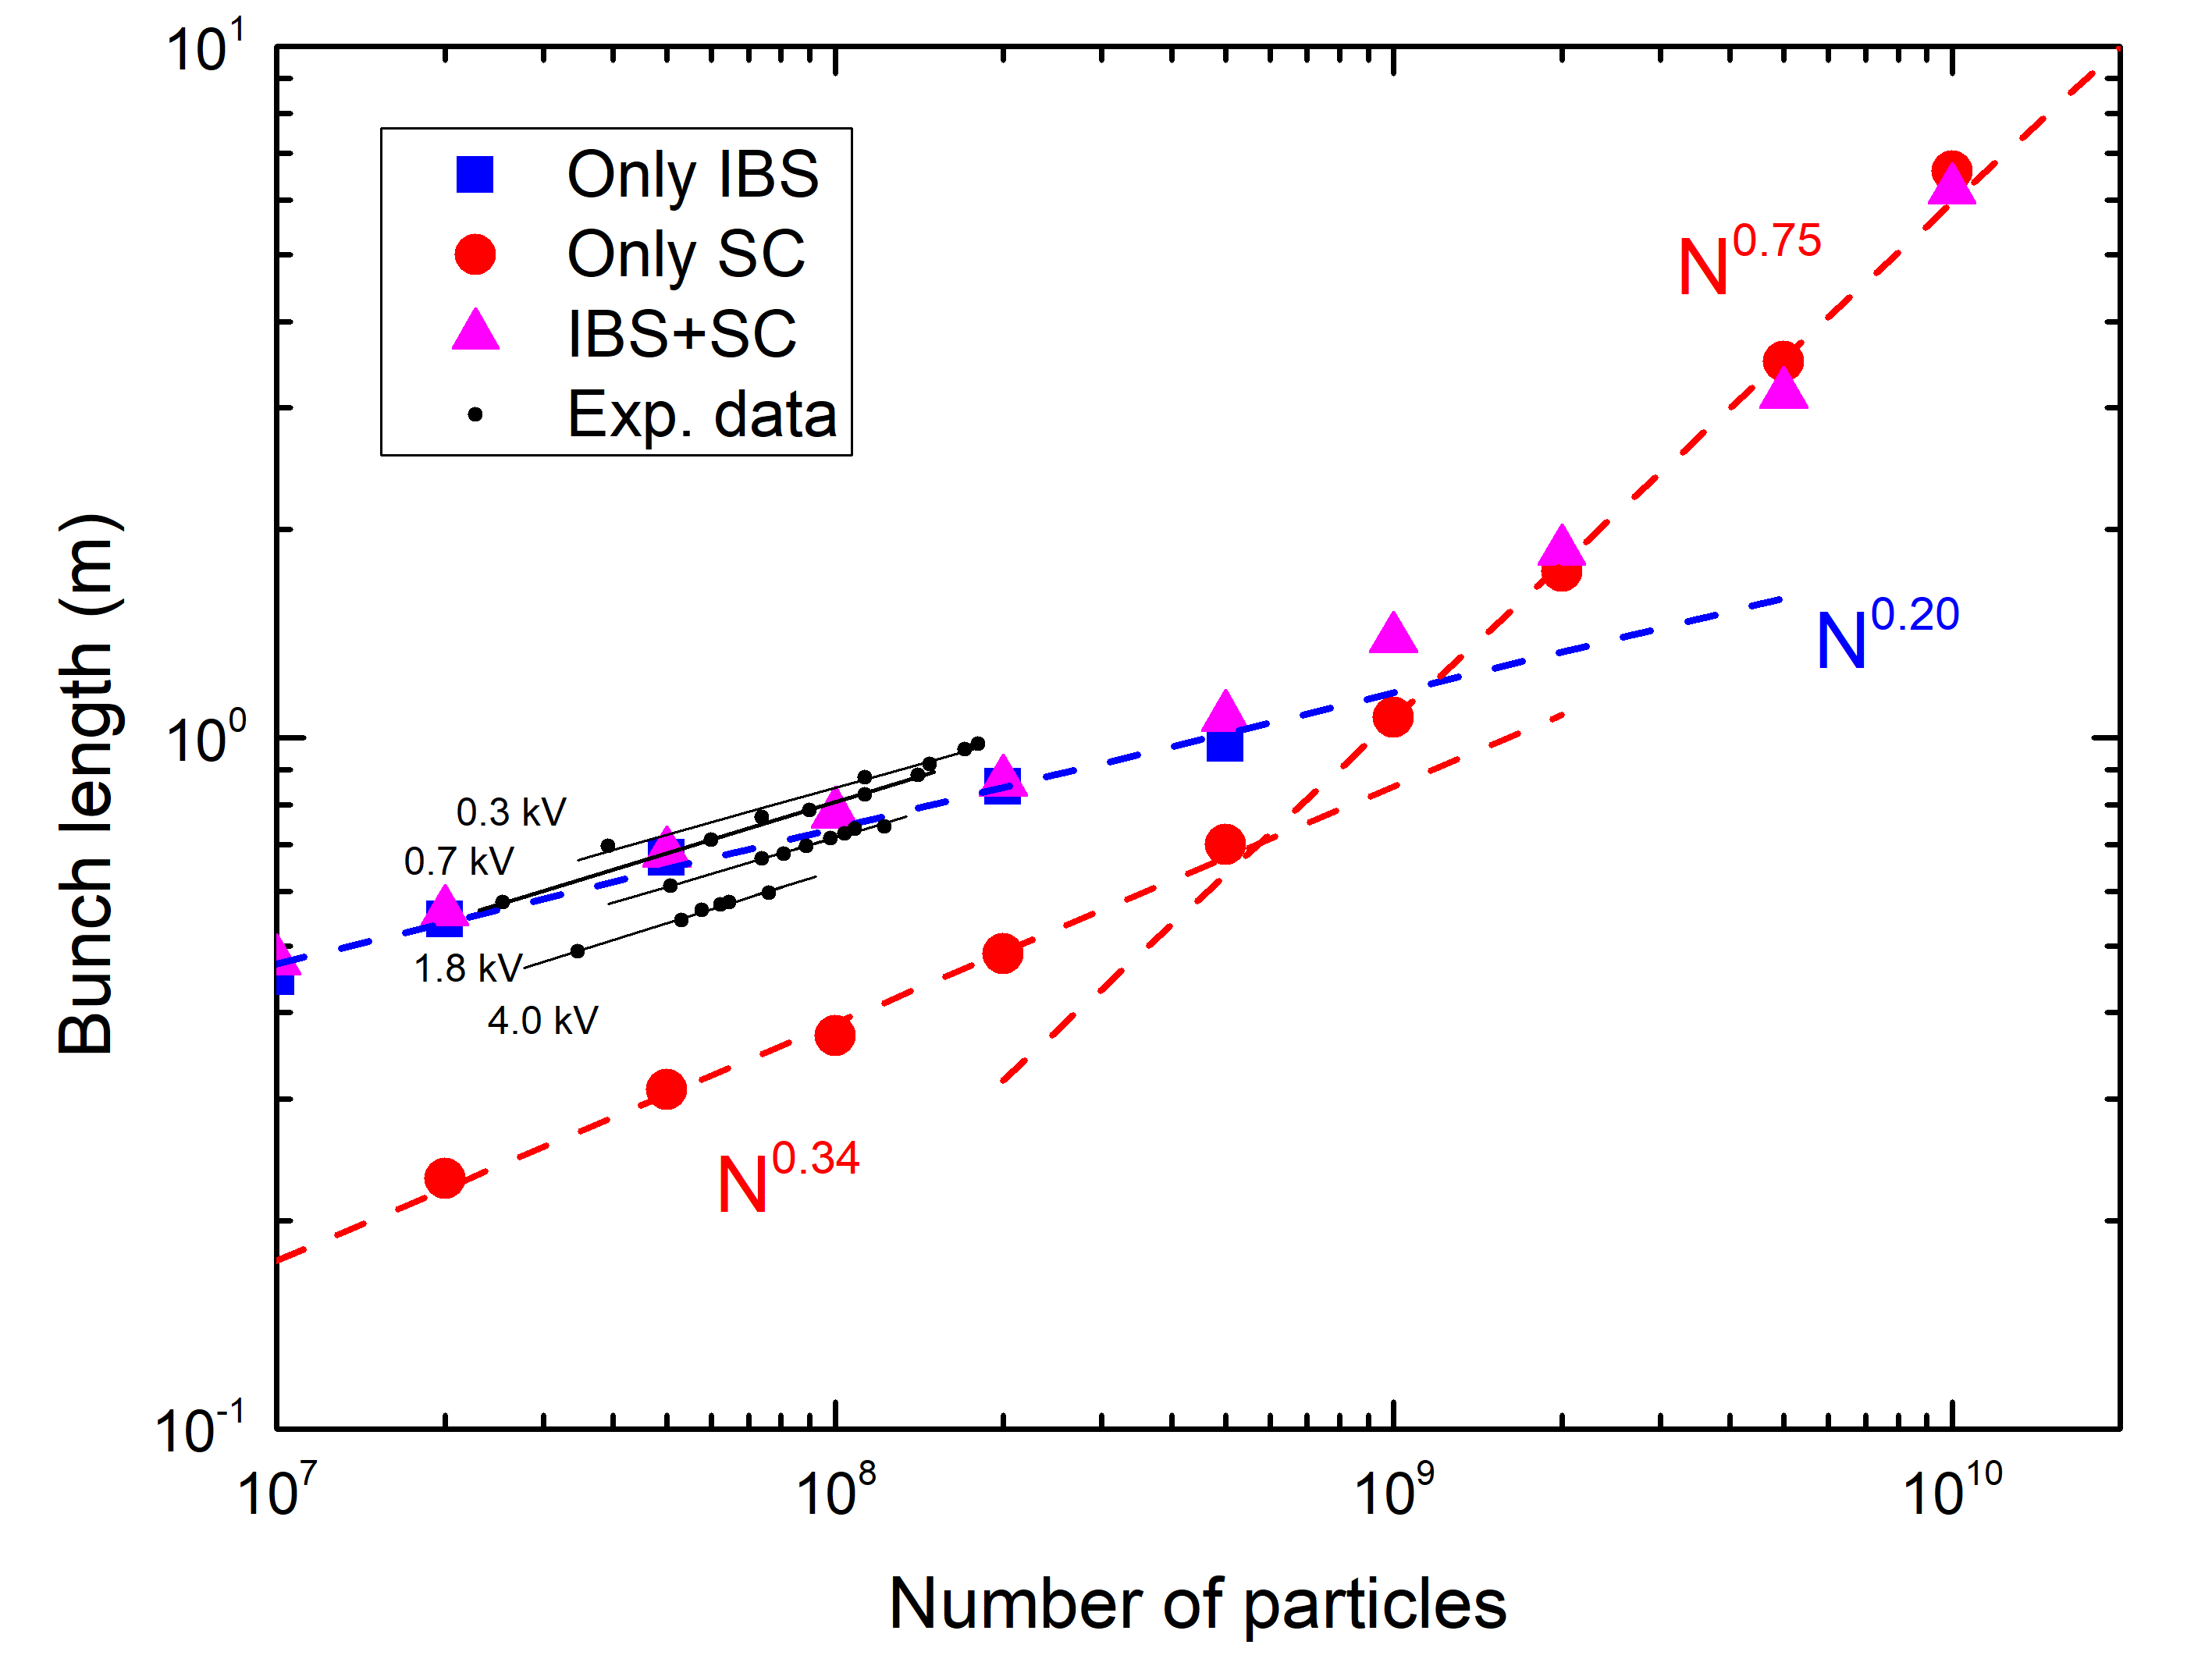 10^1
Only IBS
Only SC
IBS+SC
Exp. data
N^0.75
N^0.20
Bunch length (m)
10^0
0.3 kV
0.7 kV
1.8 kV
4.0 kV
N^0.34
10^-1
10^7 10^8 10^9 10^10
Number of particles